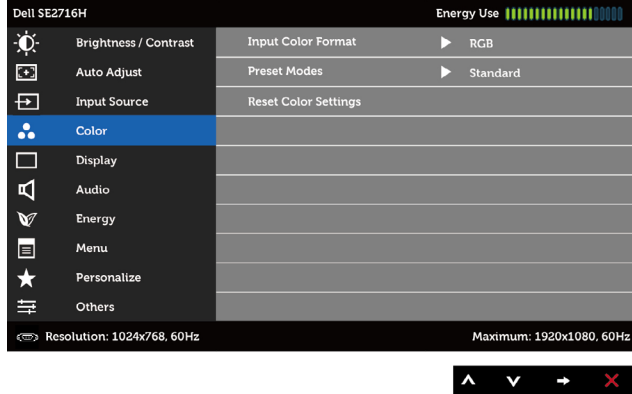 Dell SE2716H Energy Use
Brightness / Contrast Input Color Format RGB
Auto Adjust Preset Modes Standard
Input Source Reset Color Settings
Color
Display
Audio
Energy
Menu
Personalize
Others
Resolution: 1024x768, 60Hz Maximum: 1920x1080, 60Hz